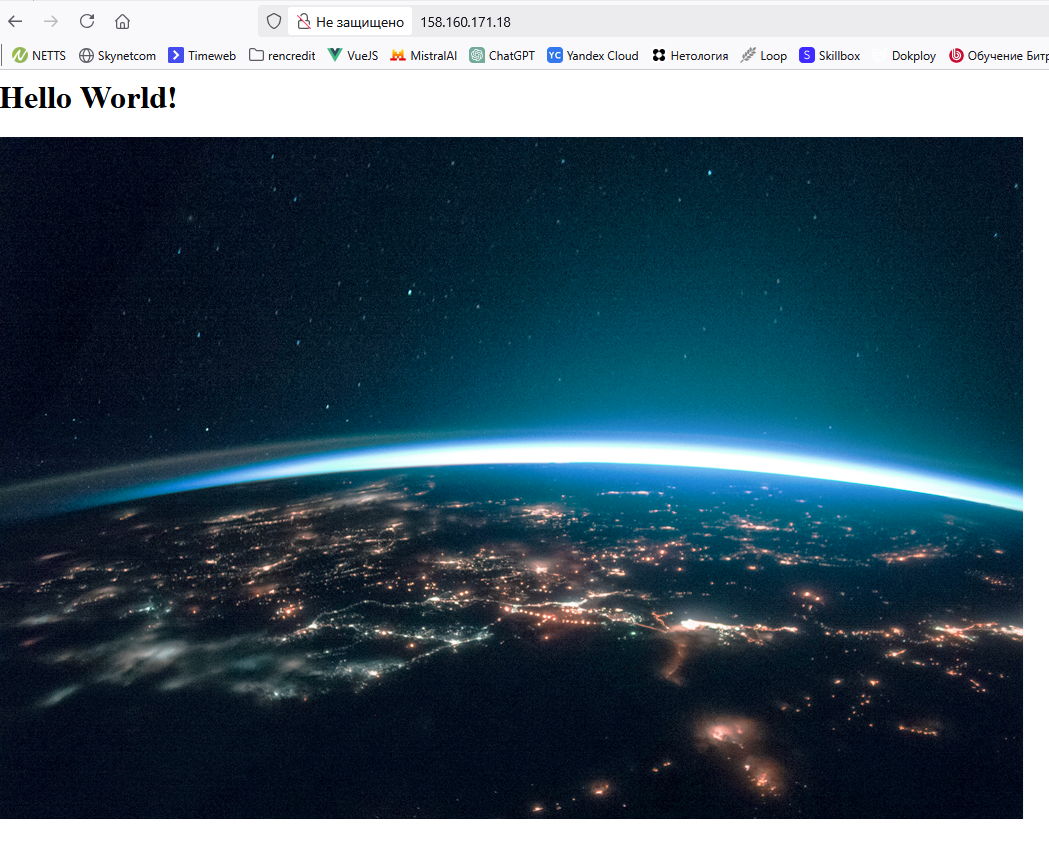 Не защищено 158.160.171.18
NETTS Skynetcom Timeweb rencredit VueJS MistralAI ChatGPT YC Yandex Cloud Нетология Loop S Skillbox Dokploy Обучение Битр
Hello World!